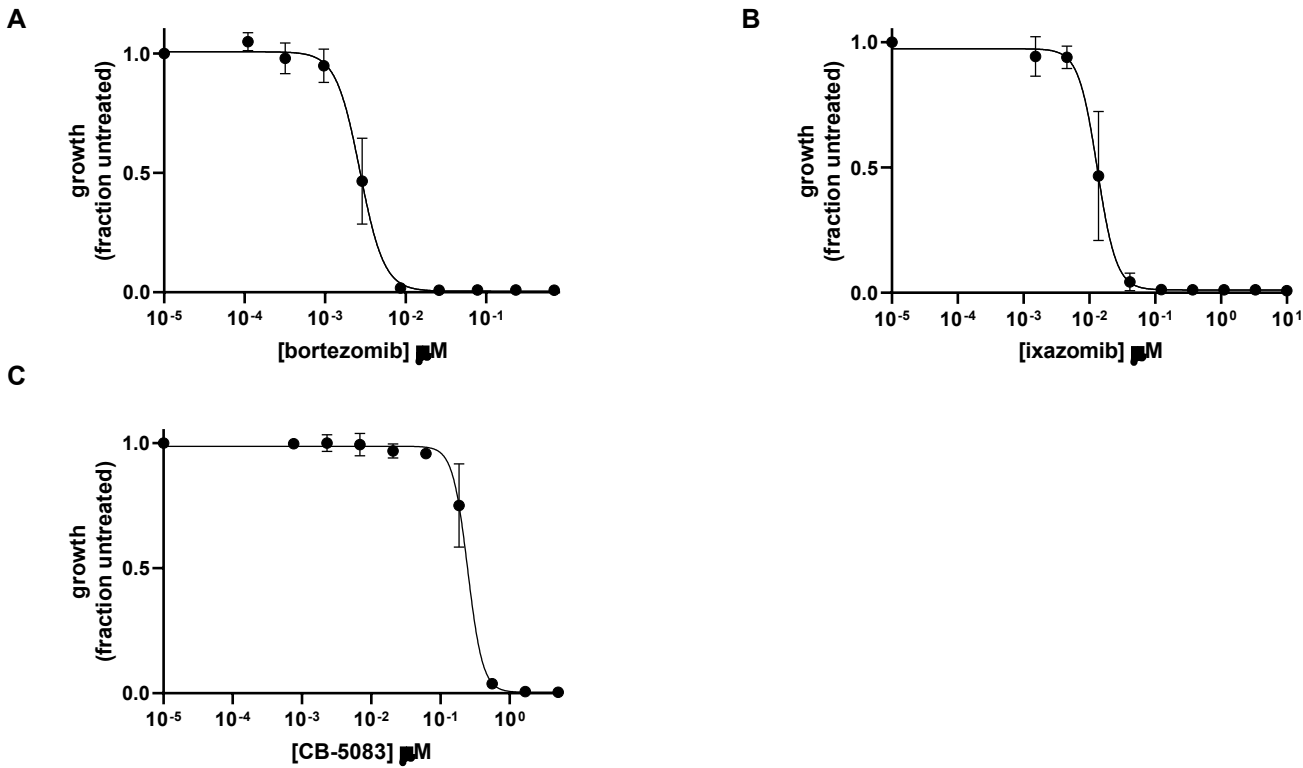 A
growth
(fraction untreated)
1.0
0.5
0.0
10-5
10-4
10-3
10-2
10-1
[bortezomib] µM
B
growth
(fraction untreated)
1.0
0.5
0.0
10-5
10-4
10-3
10-2
10-1
100
101
[ixazomib] µM
C
growth
(fraction untreated)
1.0
0.5
0.0
10-5
10-4
10-3
10-2
10-1
100
[CB-5083] µM